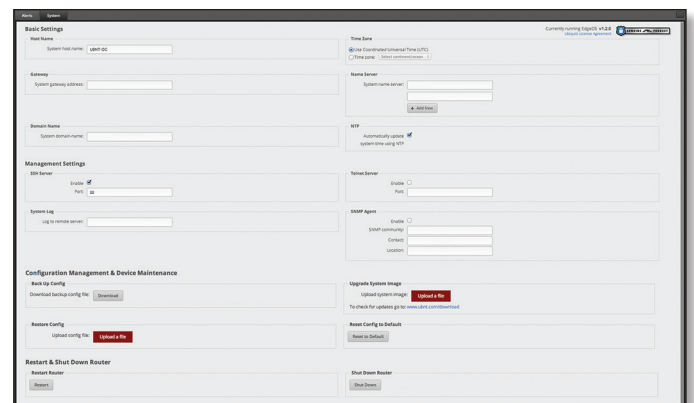 Alerts System
Basic Settings
Currently running EdgeOS v1.2.0
Ubiquiti License Agreement
Host Name
System host name:
Time Zone
Use Coordinated Universal Time (UTC)
Time zone: Select continent/ocean
Gateway
System gateway address:
Name Server
System name server:
+ Add New
Domain Name
System domain name:
NTP
Automatically update
system time using NTP
Management Settings
SSH Server
Enable
Port: 22
Telnet Server
Enable
Port:
System Log
Log to remote server:
SNMP Agent
Enable
SNMP community:
Contact:
Location:
Configuration Management & Device Maintenance
Back Up Config
Download backup config file: Download
Upgrade System Image
Upload system image: Upload a file
To check for updates go to: www.ubnt.com/download
Restore Config
Upload config file: Upload a file
Reset Config to Default
Reset to Default
Restart & Shut Down Router
Restart Router
Restart
Shut Down Router
Shut Down